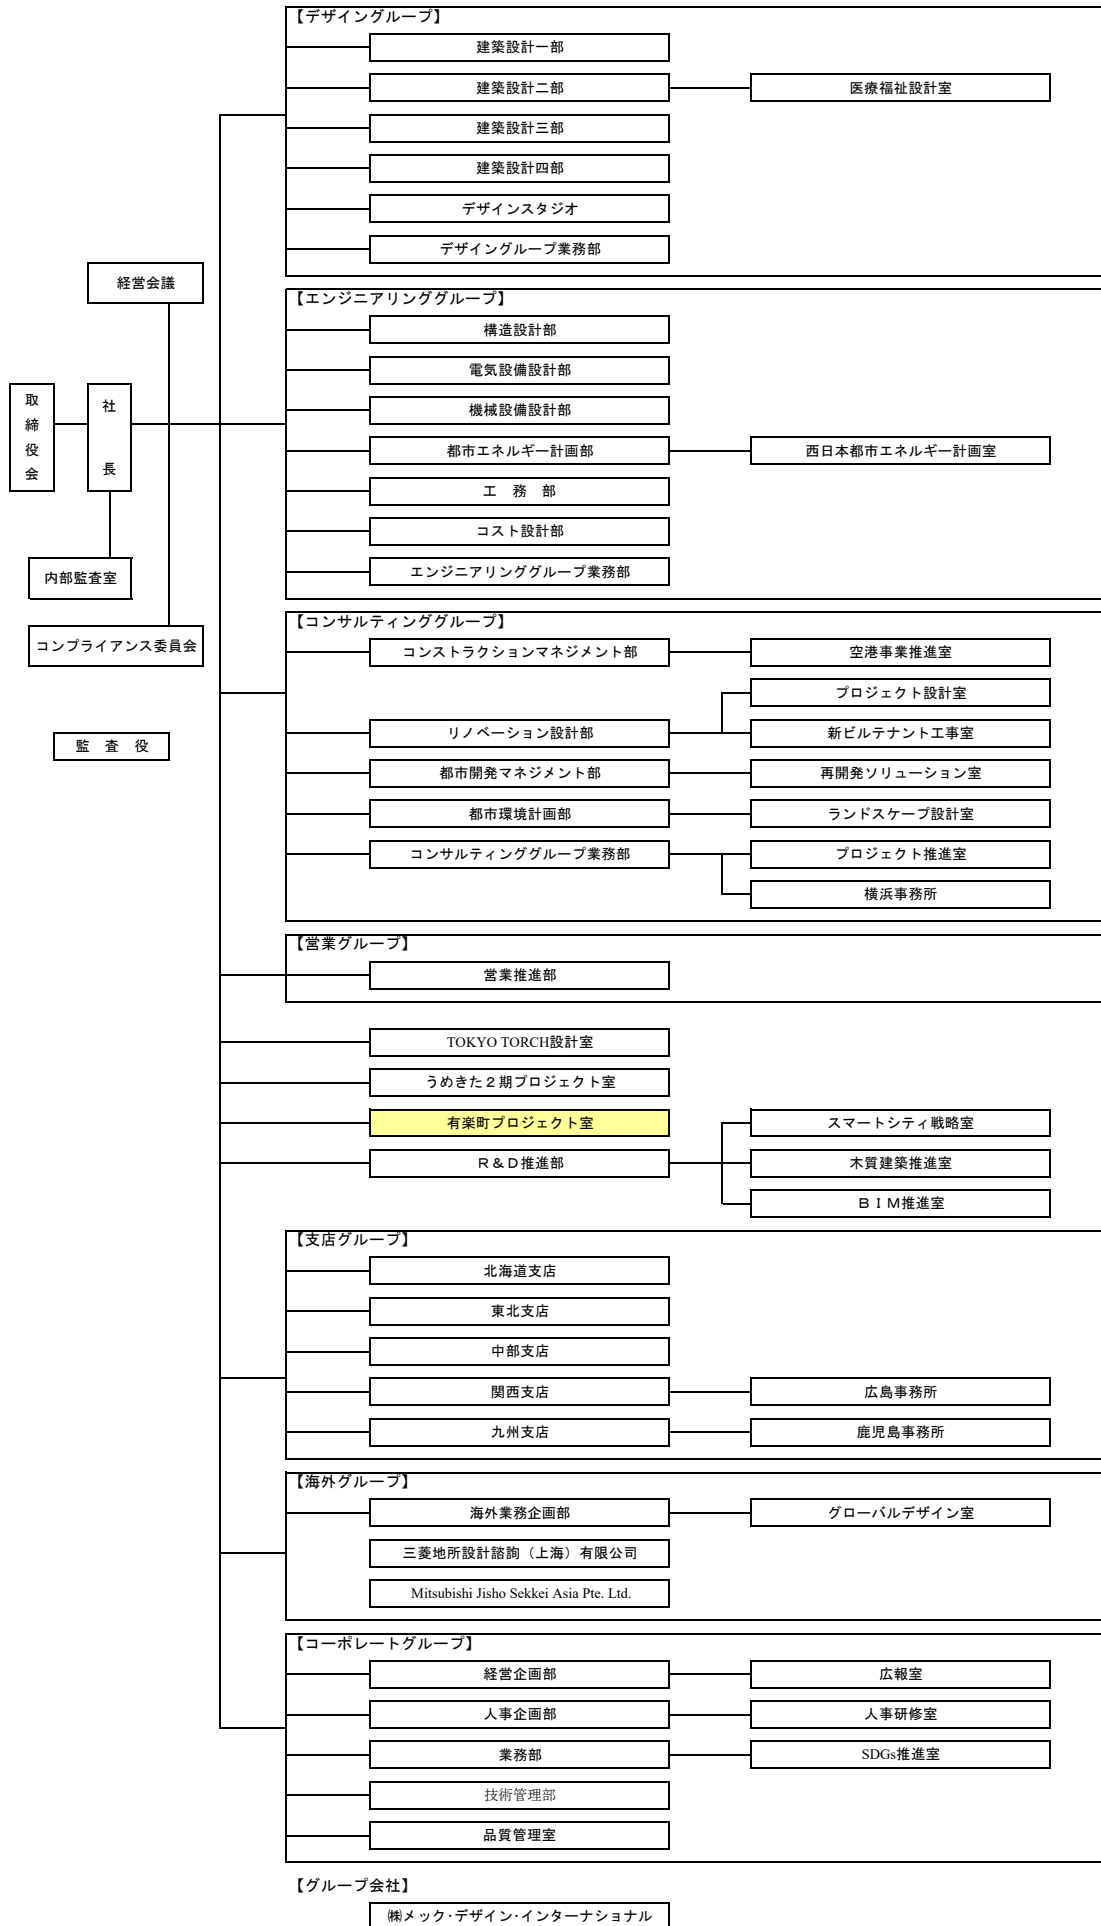 【デザイングループ】
建築設計一部
建築設計二部
医療福祉設計室
建築設計三部
建築設計四部
デザインスタジオ
デザイングループ業務部
経営会議
取締役会
社長
内部監査室
コンプライアンス委員会
監　査　役
【エンジニアリンググループ】
構造設計部
電気設備設計部
機械設備設計部
都市エネルギー計画部
西日本都市エネルギー計画室
工　務　部
コスト設計部
エンジニアリンググループ業務部
【コンサルティンググループ】
コンストラクションマネジメント部
空港事業推進室
プロジェクト設計室
リノベーション設計部
新ビルテナント工事室
都市開発マネジメント部
再開発ソリューション室
都市環境計画部
ランドスケープ設計室
コンサルティンググループ業務部
プロジェクト推進室
横浜事務所
【営業グループ】
営業推進部
TOKYO TORCH設計室
うめきた２期プロジェクト室
有楽町プロジェクト室
スマートシティ戦略室
Ｒ＆Ｄ推進部
木質建築推進室
ＢＩＭ推進室
【支店グループ】
北海道支店
東北支店
中部支店
関西支店
広島事務所
九州支店
鹿児島事務所
【海外グループ】
海外業務企画部
グローバルデザイン室
三菱地所設計諮詢（上海）有限公司
Mitsubishi Jisho Sekkei Asia Pte. Ltd.
【コーポレートグループ】
経営企画部
広報室
人事企画部
人事研修室
業務部
SDGs推進室
技術管理部
品質管理室
【グループ会社】
㈱メック･デザイン･インターナショナル